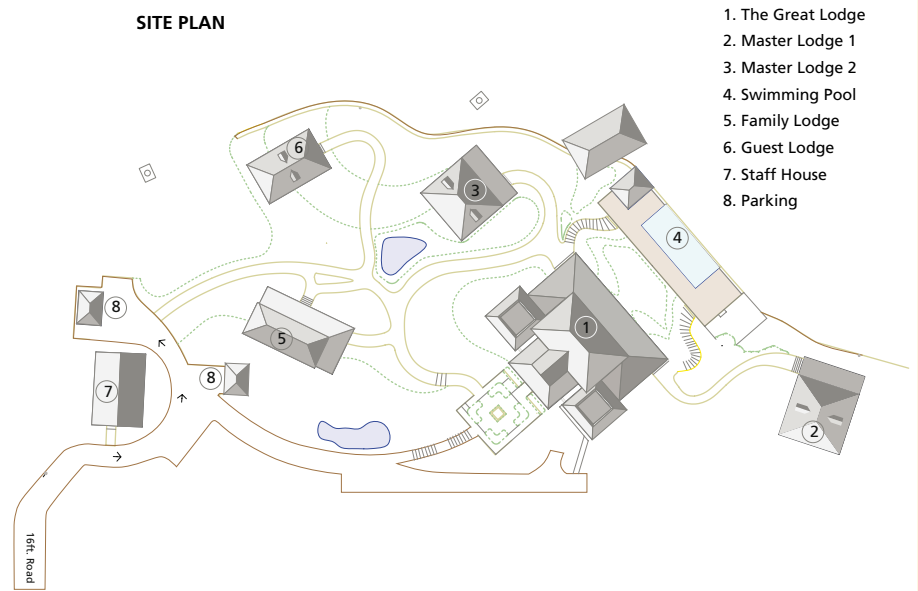 SITE PLAN
1. The Great Lodge
2. Master Lodge 1
3. Master Lodge 2
4. Swimming Pool
5. Family Lodge
6. Guest Lodge
7. Staff House
8. Parking
6
3
4
8
1
5
8
7
2
16ft. Road